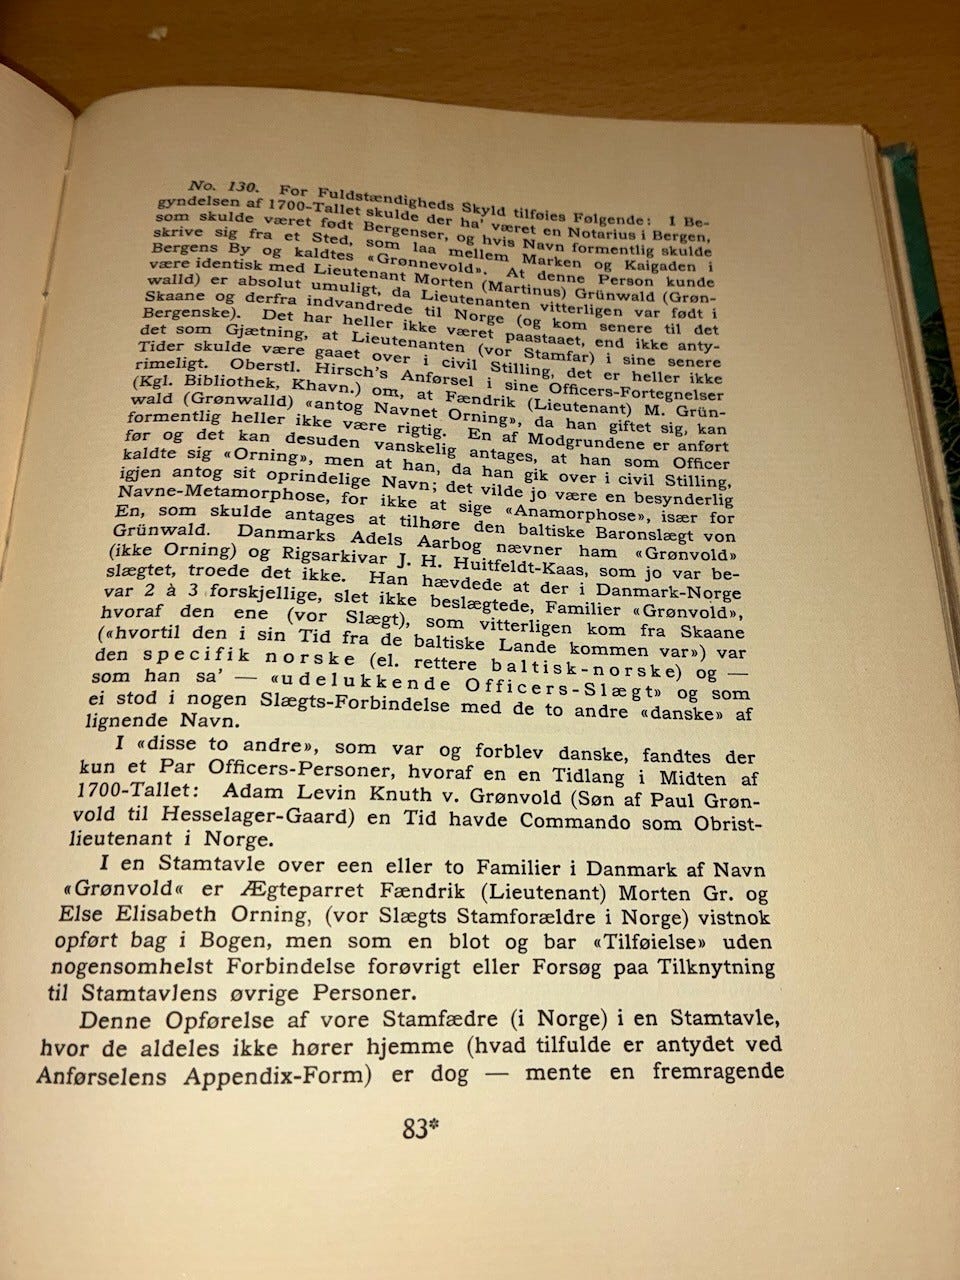 No. 130. For Fuldstændigheds Skyld tilføies Følgende: I Be-
gyndelsen af 1700-Tallet skulde der ha' været en Notarius i Bergen,
som skulde været født Bergenser, og hvis Navn formentlig skulde
skrive sig fra et Sted, som laa mellem Marken og Kaigaden i
Bergens By og kaldtes «Grønnevold». At denne Person kunde
være identisk med Lieutenant Morten (Martinus) Grünwald (Grøn-
walld) er absolut umuligt, da Lieutenanten vitterligen var født i
Skaane og derfra indvandrede til Norge (og kom senere til det
Bergenske). Det har heller ikke været paastaaet, end ikke anty-
det som Gjætning, at Lieutenanten (vor Stamfar) i sine senere
Tider skulde være gaaet over i civil Stilling, det er heller ikke
rimeligt. Oberstl. Hirsch's Anførsel i sine Officers-Fortegnelser
(Kgl. Bibliothek, Khavn.) om, at Fændrik (Lieutenant) M. Grün-
wald (Grønwalld) «antog Navnet Orning», da han giftet sig, kan
formentlig heller ikke være rigtig. En af Modgrundene er anført
før og det kan desuden vanskelig antages, at han som Officer
kaldte sig «Orning», men at han, da han gik over i civil Stilling,
igjen antog sit oprindelige Navn; det vilde jo være en besynderlig
Navne-Metamorphose, for ikke at sige «Anamorphose», især for
En, som skulde antages at tilhøre den baltiske Baronslægt von
Grünwald. Danmarks Adels Aarbog nævner ham «Grønvold»
(ikke Orning) og Rigsarkivar J. H. Huitfeldt-Kaas, som jo var be-
slægtet, troede det ikke. Han hævdede at der i Danmark-Norge
var 2 à 3 forskjellige, slet ikke beslægtede, Familier «Grønvold»,
hvoraf den ene (vor Slægt), som vitterligen kom fra Skaane
(«hvortil den i sin Tid fra de baltiske Lande kommen var») var
den specifik norske (el. rettere baltisk-norske) og —
som han sa' — «udelukkende Officers-Slægt» og som
ei stod i nogen Slægts-Forbindelse med de to andre «danske» af
lignende Navn.
I «disse to andre», som var og forblev danske, fandtes der
kun et Par Officers-Personer, hvoraf en en Tidlang i Midten af
1700-Tallet: Adam Levin Knuth v. Grønvold (Søn af Paul Grøn-
vold til Hesselager-Gaard) en Tid havde Commando som Obrist-
lieutenant i Norge.
I en Stamtavle over een eller to Familier i Danmark af Navn
«Grønvold« er Ægteparret Fændrik (Lieutenant) Morten Gr. og
Else Elisabeth Orning, (vor Slægts Stamforældre i Norge) vistnok
opført bag i Bogen, men som en blot og bar «Tilføielse» uden
nogensomhelst Forbindelse forøvrigt eller Forsøg paa Tilknytning
til Stamtavlens øvrige Personer.
Denne Opførelse af vore Stamfædre (i Norge) i en Stamtavle,
hvor de aldeles ikke hører hjemme (hvad tilfulde er antydet ved
Anførselens Appendix-Form) er dog — mente en fremragende
83*